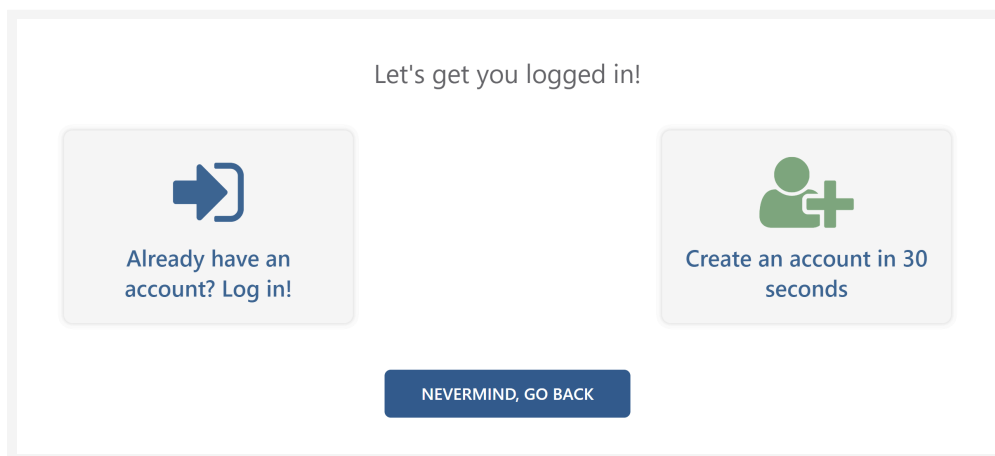 Let's get you logged in!
Already have an
account? Log in!
Create an account in 30
seconds
NEVERMIND, GO BACK